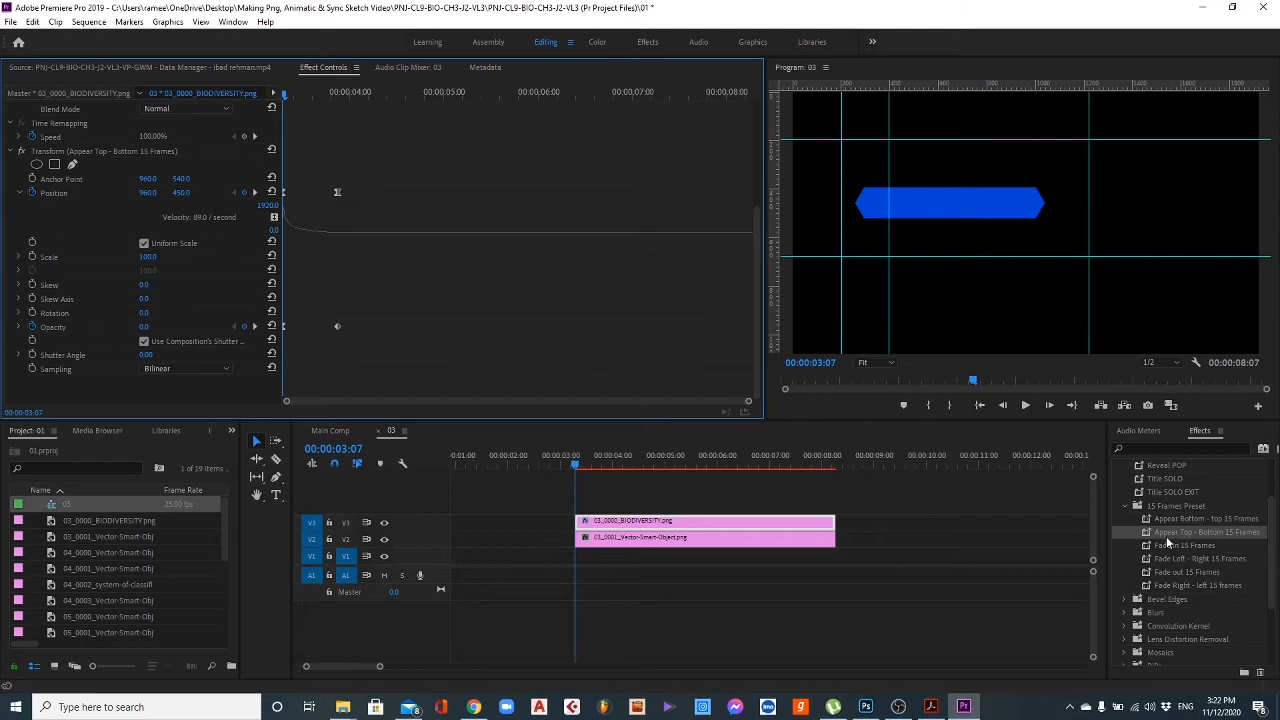 Adobe Premiere Pro 2019 - C:\Users\ramee\OneDrive\Desktop\Making Png, Animatic & Sync Sketch Video\PNJ-CL9-BIO-CH3-J2-VL3\PNJ-CL9-BIO-CH3-J2-VL3 (Pr Project Files)\01 *
File Edit Clip Sequence Markers Graphics View Window Help
Learning Assembly Editing Color Effects Audio Graphics Libraries
Source: PNJ-CL9-BIO-CH3-J2-VL3-VP-GWM - Data Manager - ibad rehman.mp4 Effect Controls Audio Clip Mixer: 03 Metadata Program: 03
Master * 03_0000_BIODIVERSITY.png 03 * 03_0000_BIODIVERSITY.png 00:00:04:00 00:00:05:00 00:00:06:00 00:00:07:00 00:00:08:00
Blend Mode Normal
Time Remapping
Speed 100.00%
Transform (Appear Top - Bottom 15 Frames)
Anchor Point 960.0 540.0
Position 960.0 450.0
1920.0
Velocity: 89.0 / second
0.0
Uniform Scale
Scale 100.0
100.0
Skew 0.0
Skew Axis 0.0
Rotation 0.0
Opacity 0.0
Use Composition's Shutter ...
Shutter Angle 0.00
Sampling Bilinear
00:00:03:07 Fit 1/2 00:00:08:07
00:00:03:07
Project: 01 Media Browser Libraries Main Comp 03 Audio Meters Effects
01.prproj 00:00:03:07
1 of 19 items ...
Name Frame Rate
03 25.00 fps
03_0000_BIODIVERSITY.png
03_0001_Vector-Smart-Obj
04_0000_Vector-Smart-Obj
04_0001_Vector-Smart-Obj
04_0002_system-of-classifi
04_0003_Vector-Smart-Obj
05_0000_Vector-Smart-Obj
05_0001_Vector-Smart-Obj
:0:01:00 00:00:02:00 00:00:03:00 00:00:04:00 00:00:05:00 00:00:06:00 00:00:07:00 00:00:08:00 00:00:09:00 00:00:10:00 00:00:11:00 00:00:12:00 00:00:1
V3 V3 03_0000_BIODIVERSITY.png
V2 V2 03_0001_Vector-Smart-Object.png
V1 V1
A1 A1 M S
Master 0.0
Reveal POP
Title SOLO
Title SOLO EXIT
15 Frames Preset
Appear Bottom - top 15 Frames
Appear Top - Bottom 15 Frames
Fade in 15 Frames
Fade Left - Right 15 Frames
Fade out 15 Frames
Fade Right - left 15 frames
Bevel Edges
Blurs
Convolution Kernel
Lens Distortion Removal
Mosaics
Type here to search
ENG 3:22 PM
11/12/2020